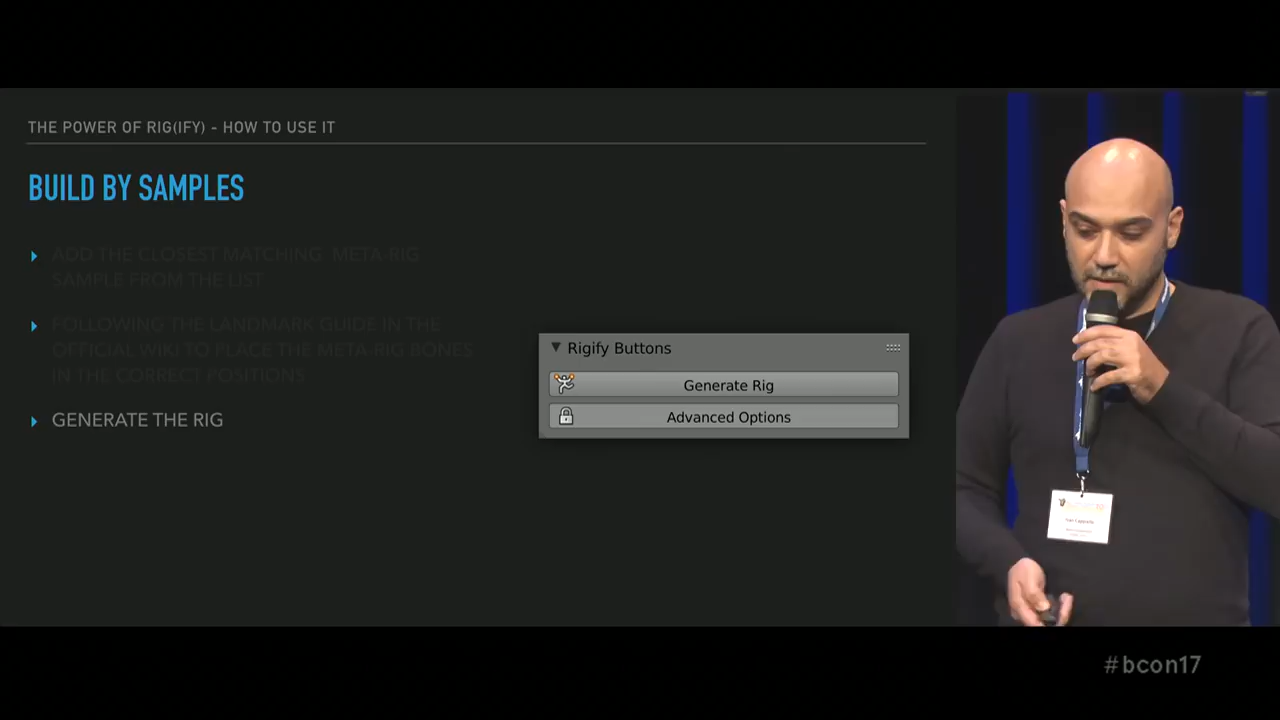 THE POWER OF RIG(IFY) - HOW TO USE IT
BUILD BY SAMPLES
ADD THE CLOSEST MATCHING META-RIG
SAMPLE FROM THE LIST
FOLLOWING THE LANDMARK GUIDE IN THE
OFFICIAL WIKI TO PLACE THE META-RIG BONES
IN THE CORRECT POSITIONS
GENERATE THE RIG
Rigify Buttons
Generate Rig
Advanced Options
#bcon17